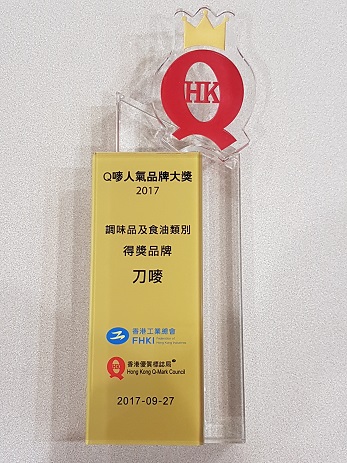 HK
Q嘜人氣品牌大獎
2017
調味品及食油類別
得獎品牌
刀嘜
香港工業總會
FHKI
Federation of
Hong Kong Industries
香港優質標誌局
Hong Kong Q-Mark Council
2017-09-27